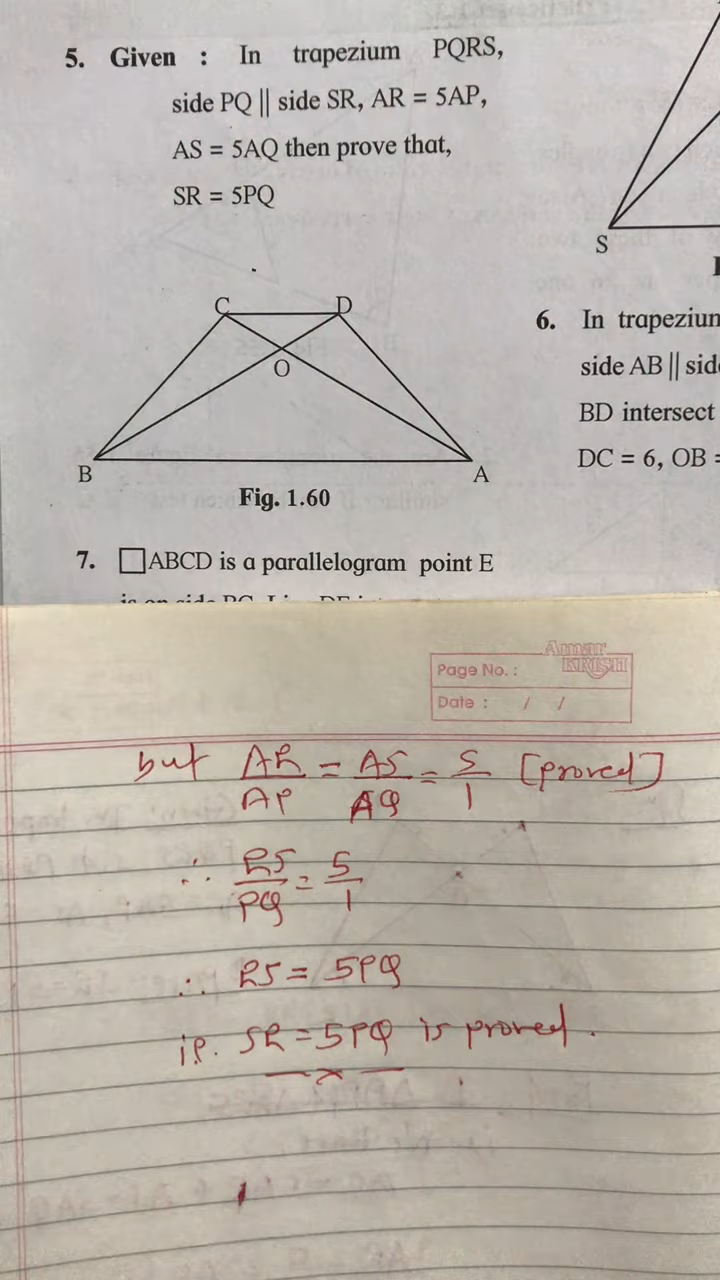 5. Given : In trapezium PQRS,
side PQ || side SR, AR = 5AP,
AS = 5AQ then prove that,
SR = 5PQ
C D
O
B A
Fig. 1.60
7. □ABCD is a parallelogram point E
S
6. In trapeziun
side AB || sid
BD intersect
DC = 6, OB =
Amar
KRISH
Page No. :
Date : / /
but AR/AP = AS/AQ = 5/1 [proved]
∴ RS/PQ = 5/1
∴ RS = 5PQ
ie. SR = 5PQ is proved.
—x—